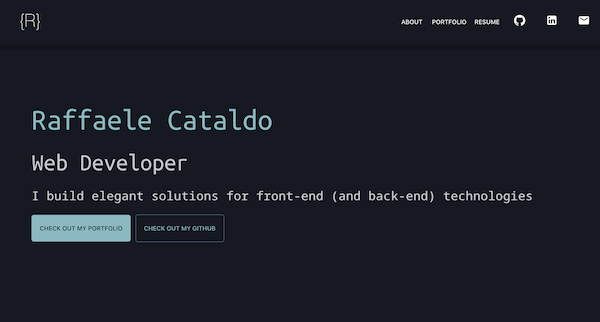 {R}
ABOUT PORTFOLIO RESUME
Raffaele Cataldo
Web Developer
I build elegant solutions for front-end (and back-end) technologies
CHECK OUT MY PORTFOLIO CHECK OUT MY GITHUB